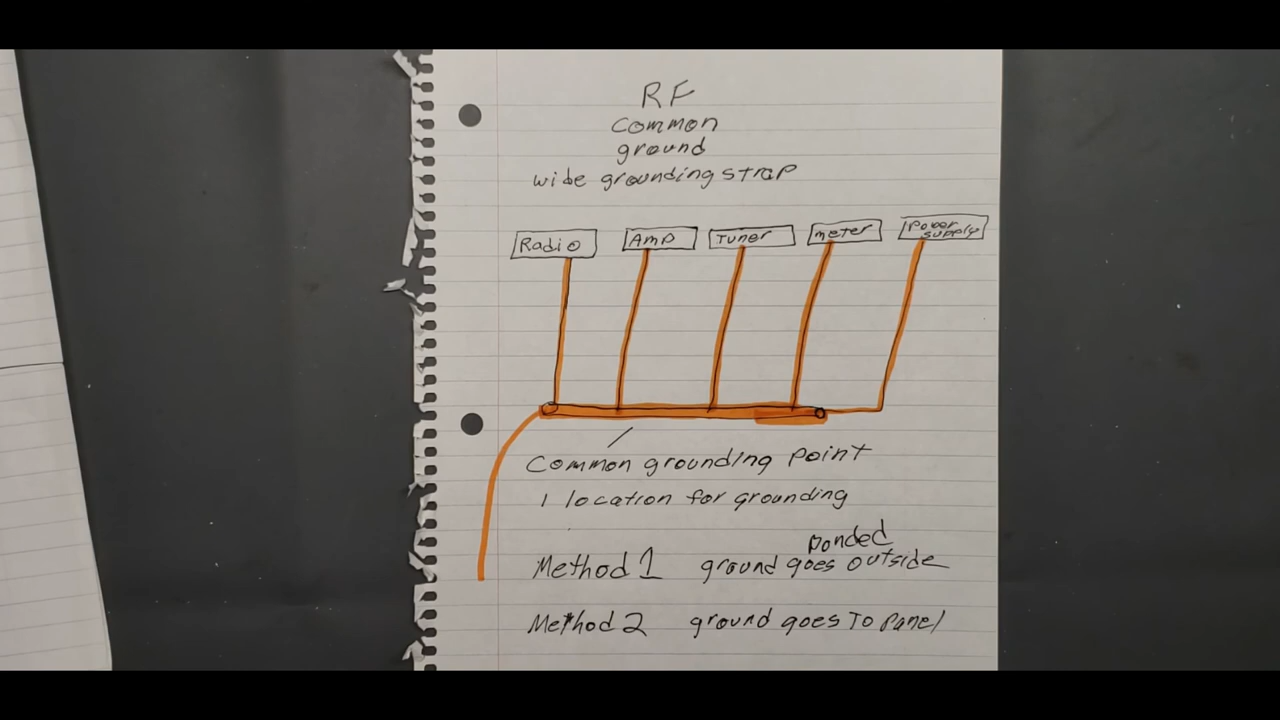 RF
Common
ground
wide grounding strap
Radio
Amp
Tuner
meter
power
supply
Common grounding point
1 location for grounding
bonded
Method 1 ground goes outside
Method 2 ground goes To panel